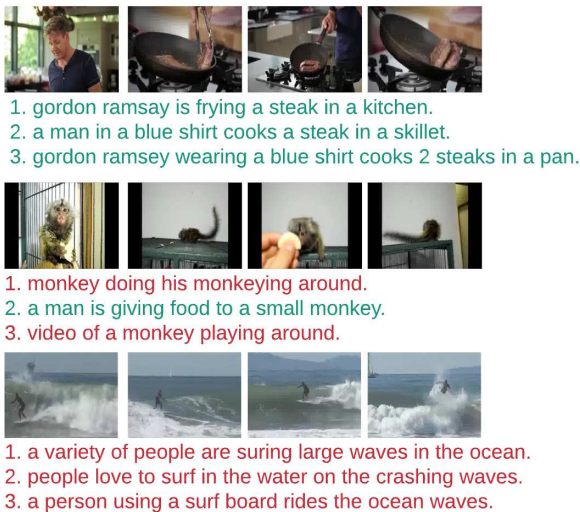 1. gordon ramsay is frying a steak in a kitchen.
2. a man in a blue shirt cooks a steak in a skillet.
3. gordon ramsey wearing a blue shirt cooks 2 steaks in a pan.
1. monkey doing his monkeying around.
2. a man is giving food to a small monkey.
3. video of a monkey playing around.
1. a variety of people are suring large waves in the ocean.
2. people love to surf in the water on the crashing waves.
3. a person using a surf board rides the ocean waves.